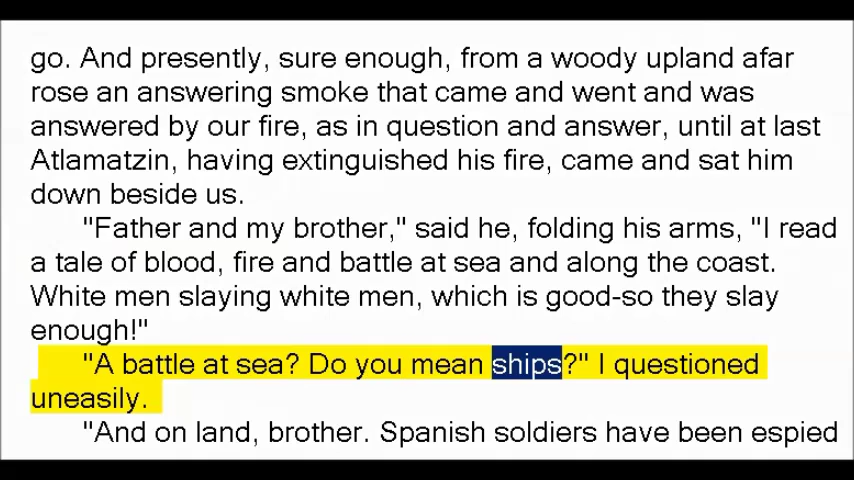 go. And presently, sure enough, from a woody upland afar
rose an answering smoke that came and went and was
answered by our fire, as in question and answer, until at last
Atlamatzin, having extinguished his fire, came and sat him
down beside us.
"Father and my brother," said he, folding his arms, "I read
a tale of blood, fire and battle at sea and along the coast.
White men slaying white men, which is good-so they slay
enough!"
"A battle at sea? Do you mean ships?" I questioned
uneasily.
"And on land, brother. Spanish soldiers have been espied